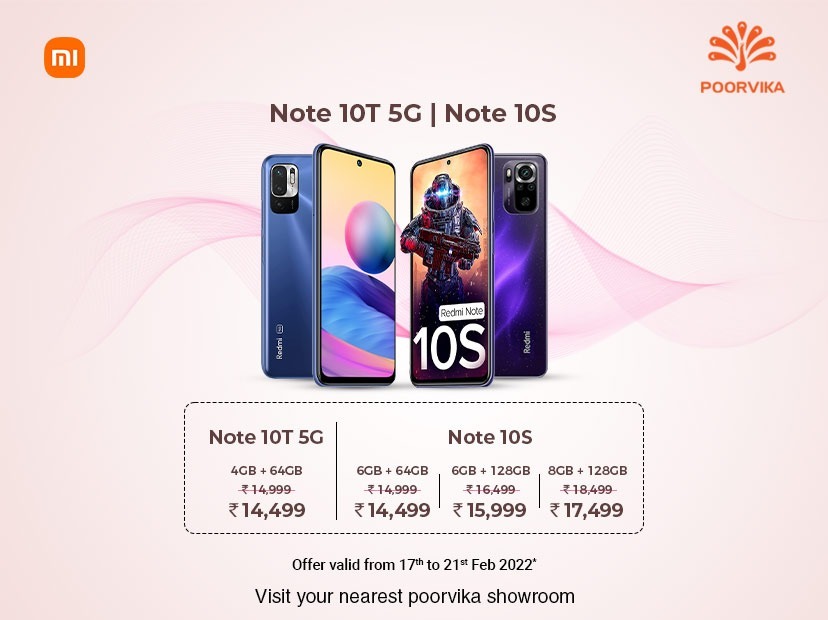 mi
POORVIKA
Note 10T 5G | Note 10S
Redmi
Redmi Note
10S
Redmi
Note 10T 5G
4GB + 64GB
₹ 14,999
₹ 14,499
Note 10S
6GB + 64GB 6GB + 128GB 8GB + 128GB
₹ 14,999 ₹ 16,499 ₹ 18,499
₹ 14,499 ₹ 15,999 ₹ 17,499
Offer valid from 17th to 21st Feb 2022*
Visit your nearest poorvika showroom